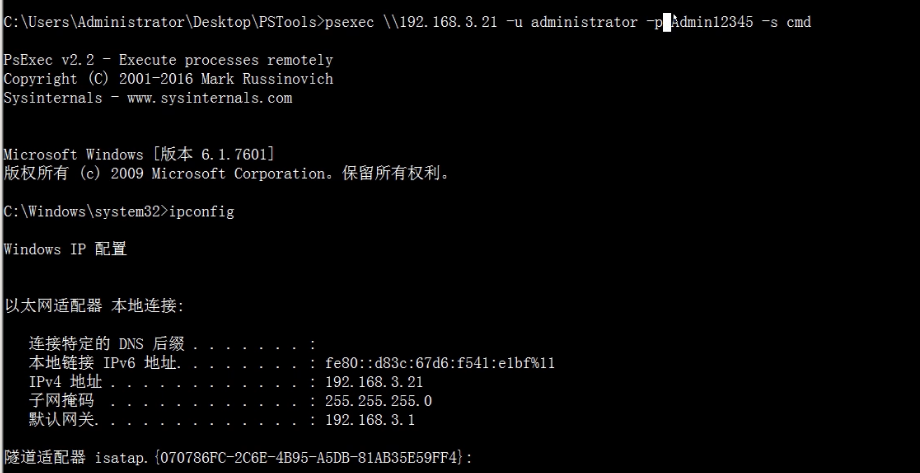 C:\Users\Administrator\Desktop\PSTools>psexec \\192.168.3.21 -u administrator -p Admin12345 -s cmd
PsExec v2.2 - Execute processes remotely
Copyright (C) 2001-2016 Mark Russinovich
Sysinternals - www.sysinternals.com
Microsoft Windows [版本 6.1.7601]
版权所有 (c) 2009 Microsoft Corporation。保留所有权利。
C:\Windows\system32>ipconfig
Windows IP 配置
以太网适配器 本地连接:
连接特定的 DNS 后缀 . . . . . . . :
本地链接 IPv6 地址. . . . . . . . : fe80::d83c:67d6:f541:e1bf%11
IPv4 地址 . . . . . . . . . . . . : 192.168.3.21
子网掩码 . . . . . . . . . . . . : 255.255.255.0
默认网关. . . . . . . . . . . . . : 192.168.3.1
隧道适配器 isatap.{070786FC-2C6E-4B95-A5DB-81AB35E59FF4}: